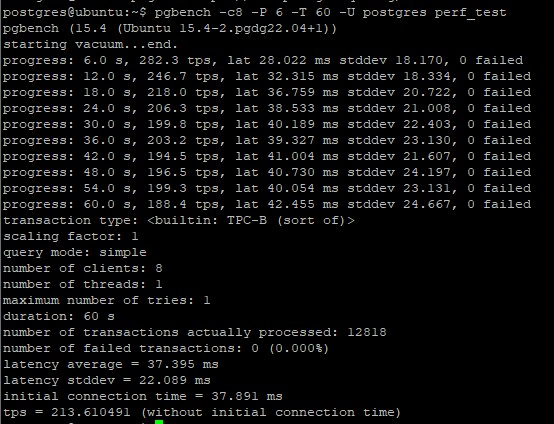 postgres@ubuntu:~$ pgbench -c8 -P 6 -T 60 -U postgres perf_test
pgbench (15.4 (Ubuntu 15.4-2.pgdg22.04+1))
starting vacuum...end.
progress: 6.0 s, 282.3 tps, lat 28.022 ms stddev 18.170, 0 failed
progress: 12.0 s, 246.7 tps, lat 32.315 ms stddev 18.334, 0 failed
progress: 18.0 s, 218.0 tps, lat 36.759 ms stddev 20.722, 0 failed
progress: 24.0 s, 206.3 tps, lat 38.533 ms stddev 21.008, 0 failed
progress: 30.0 s, 199.8 tps, lat 40.189 ms stddev 22.403, 0 failed
progress: 36.0 s, 203.2 tps, lat 39.327 ms stddev 23.130, 0 failed
progress: 42.0 s, 194.5 tps, lat 41.004 ms stddev 21.607, 0 failed
progress: 48.0 s, 196.5 tps, lat 40.730 ms stddev 24.197, 0 failed
progress: 54.0 s, 199.3 tps, lat 40.054 ms stddev 23.131, 0 failed
progress: 60.0 s, 188.4 tps, lat 42.455 ms stddev 24.667, 0 failed
transaction type: <builtin: TPC-B (sort of)>
scaling factor: 1
query mode: simple
number of clients: 8
number of threads: 1
maximum number of tries: 1
duration: 60 s
number of transactions actually processed: 12818
number of failed transactions: 0 (0.000%)
latency average = 37.395 ms
latency stddev = 22.089 ms
initial connection time = 37.891 ms
tps = 213.610491 (without initial connection time)